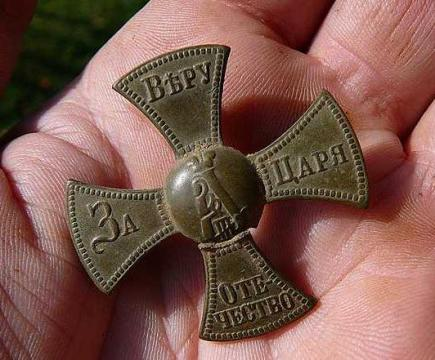 За
Вѣру
Царя
Оте-
чество